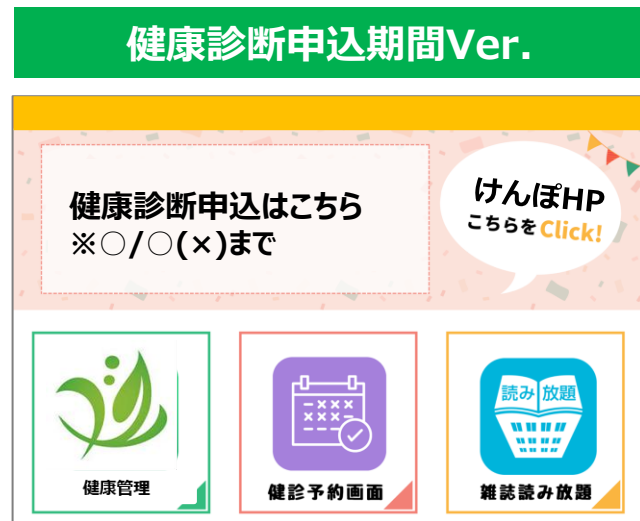 健康診断申込期間Ver.
健康診断申込はこちら
※○/○(×)まで
けんぽHP
こちらをClick!
読み放題
健康管理
健診予約画面
雑誌読み放題